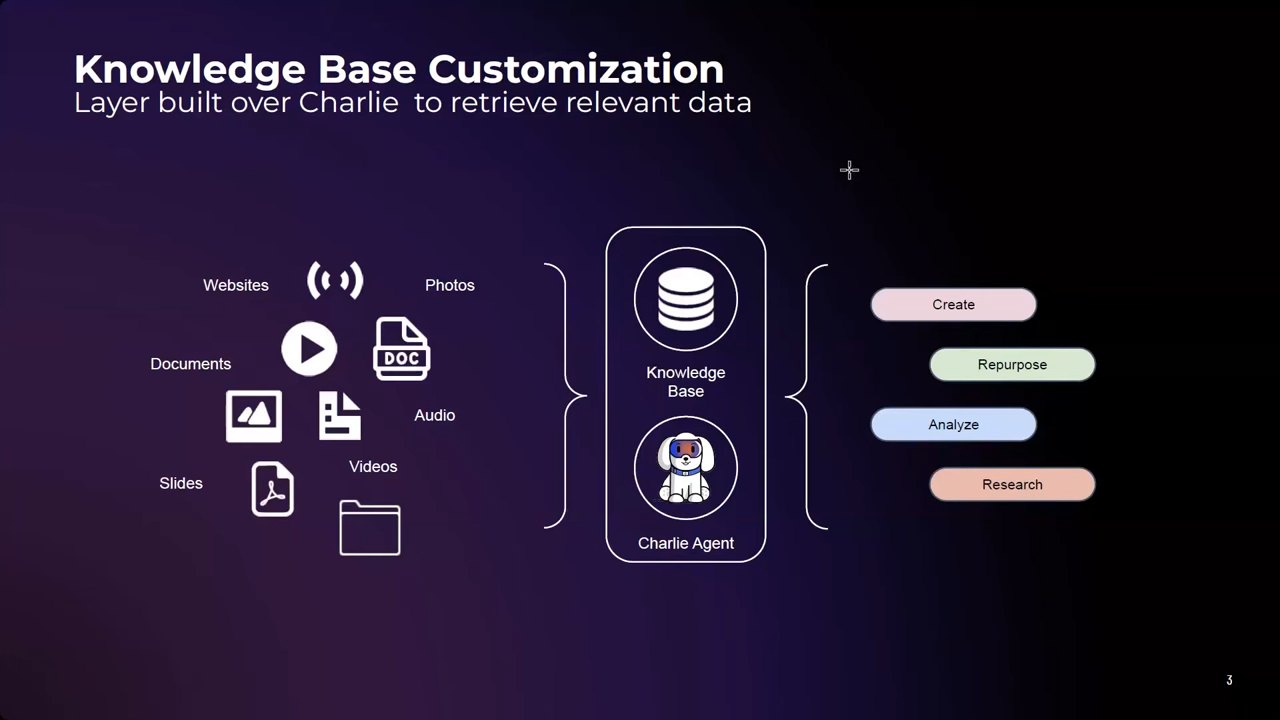 Knowledge Base Customization
Layer built over Charlie to retrieve relevant data
Websites
Photos
Documents
DOC
Audio
Videos
Slides
Knowledge
Base
Charlie Agent
Create
Repurpose
Analyze
Research
3